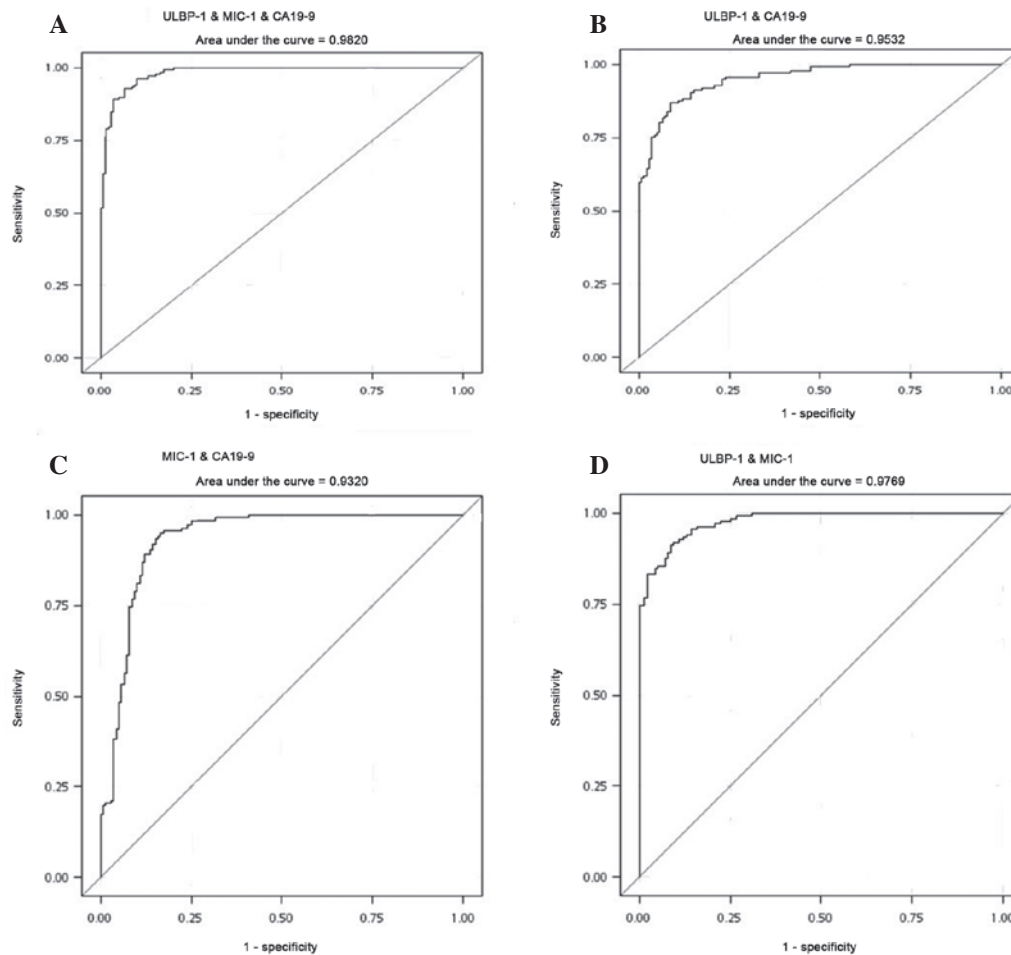 A
ULBP-1 & MIC-1 & CA19-9
Area under the curve = 0.9820
1.00
0.75
0.50
0.25
0.00
Sensitivity
0.00 0.25 0.50 0.75 1.00
1 - specificity
B
ULBP-1 & CA19-9
Area under the curve = 0.9532
1.00
0.75
0.50
0.25
0.00
Sensitivity
0.00 0.25 0.50 0.75 1.00
1 - specificity
C
MIC-1 & CA19-9
Area under the curve = 0.9320
1.00
0.75
0.50
0.25
0.00
Sensitivity
0.00 0.25 0.50 0.75 1.00
1 - specificity
D
ULBP-1 & MIC-1
Area under the curve = 0.9769
1.00
0.75
0.50
0.25
0.00
Sensitivity
0.00 0.25 0.50 0.75 1.00
1 - specificity